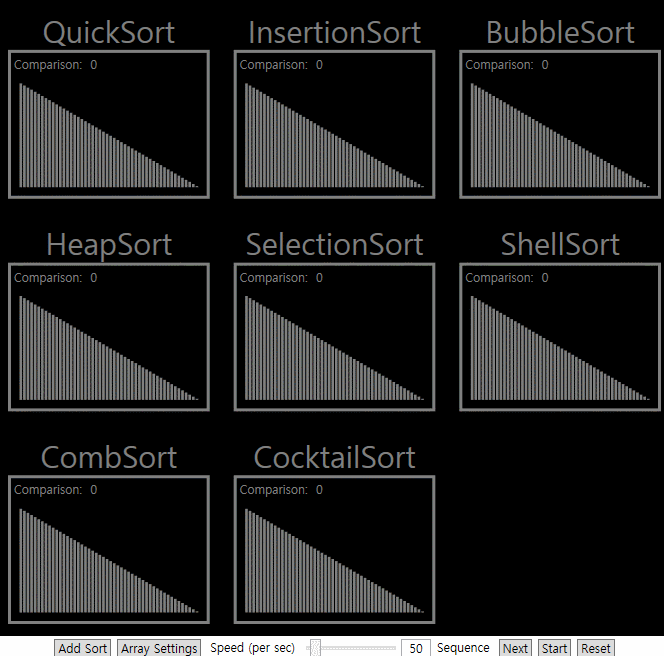 QuickSort InsertionSort BubbleSort
Comparison: 0 Comparison: 0 Comparison: 0
HeapSort SelectionSort ShellSort
Comparison: 0 Comparison: 0 Comparison: 0
CombSort CocktailSort
Comparison: 0 Comparison: 0
Add Sort Array Settings Speed (per sec) 50 Sequence Next Start Reset